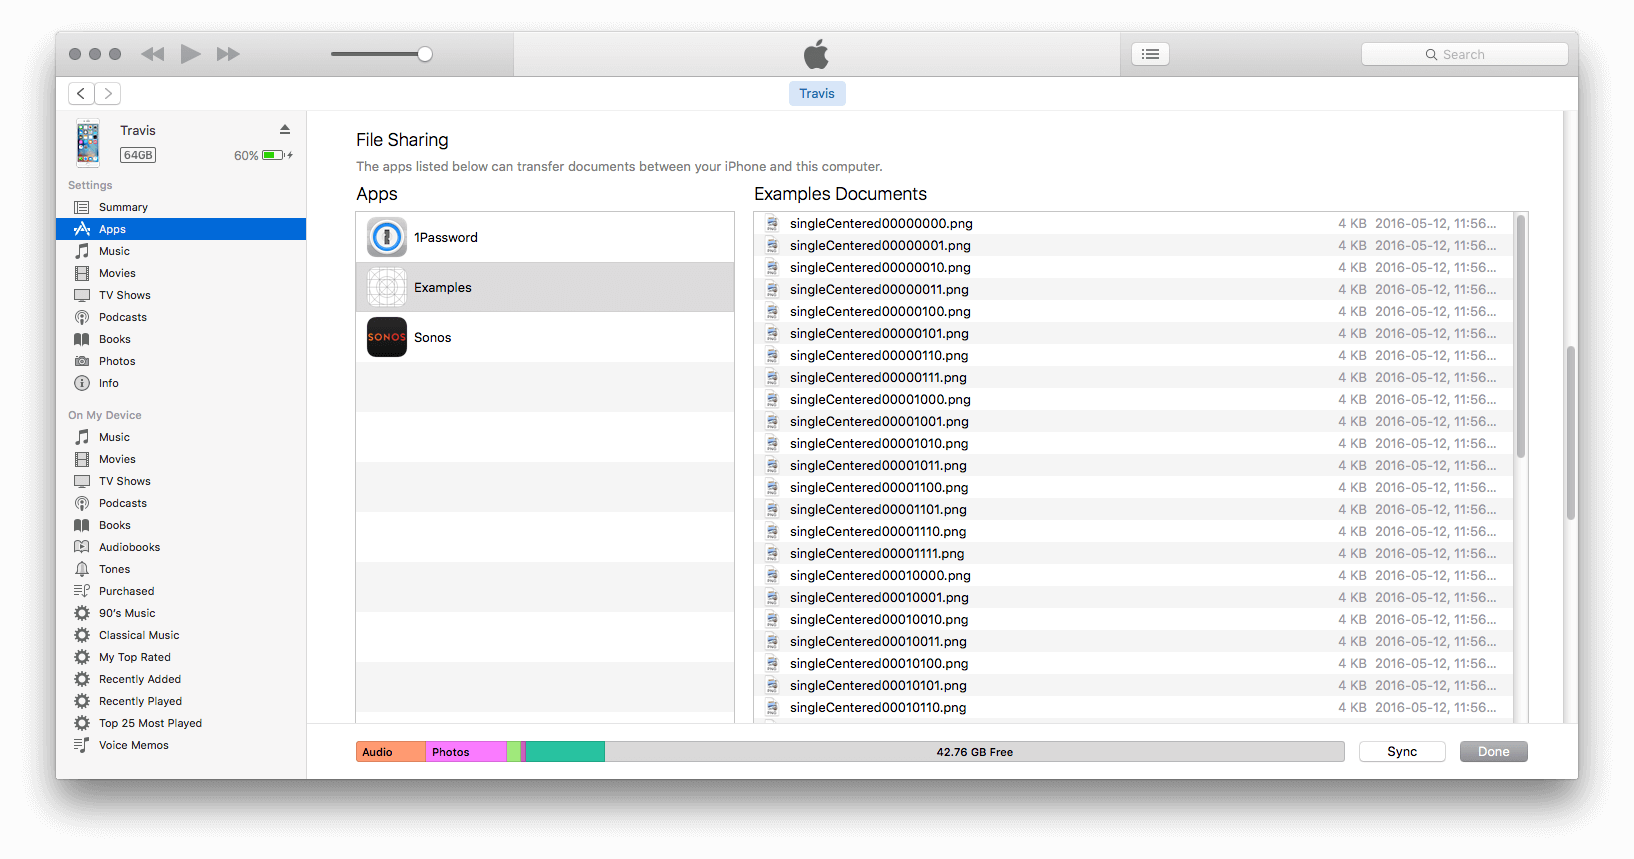 Search
Travis
Travis
64GB
60%
Settings
Summary
Apps
Music
Movies
TV Shows
Podcasts
Books
Photos
Info
On My Device
Music
Movies
TV Shows
Podcasts
Books
Audiobooks
Tones
Purchased
90's Music
Classical Music
My Top Rated
Recently Added
Recently Played
Top 25 Most Played
Voice Memos
File Sharing
The apps listed below can transfer documents between your iPhone and this computer.
Apps
1Password
Examples
SONOS
Sonos
Examples Documents
singleCentered00000000.png 4 KB 2016-05-12, 11:56...
singleCentered00000001.png 4 KB 2016-05-12, 11:56...
singleCentered00000010.png 4 KB 2016-05-12, 11:56...
singleCentered00000011.png 4 KB 2016-05-12, 11:56...
singleCentered00000100.png 4 KB 2016-05-12, 11:56...
singleCentered00000101.png 4 KB 2016-05-12, 11:56...
singleCentered00000110.png 4 KB 2016-05-12, 11:56...
singleCentered00000111.png 4 KB 2016-05-12, 11:56...
singleCentered00001000.png 4 KB 2016-05-12, 11:56...
singleCentered00001001.png 4 KB 2016-05-12, 11:56...
singleCentered00001010.png 4 KB 2016-05-12, 11:56...
singleCentered00001011.png 4 KB 2016-05-12, 11:56...
singleCentered00001100.png 4 KB 2016-05-12, 11:56...
singleCentered00001101.png 4 KB 2016-05-12, 11:56...
singleCentered00001110.png 4 KB 2016-05-12, 11:56...
singleCentered00001111.png 4 KB 2016-05-12, 11:56...
singleCentered00010000.png 4 KB 2016-05-12, 11:56...
singleCentered00010001.png 4 KB 2016-05-12, 11:56...
singleCentered00010010.png 4 KB 2016-05-12, 11:56...
singleCentered00010011.png 4 KB 2016-05-12, 11:56...
singleCentered00010100.png 4 KB 2016-05-12, 11:56...
singleCentered00010101.png 4 KB 2016-05-12, 11:56...
singleCentered00010110.png 4 KB 2016-05-12, 11:56...
Audio Photos 42.76 GB Free Sync Done